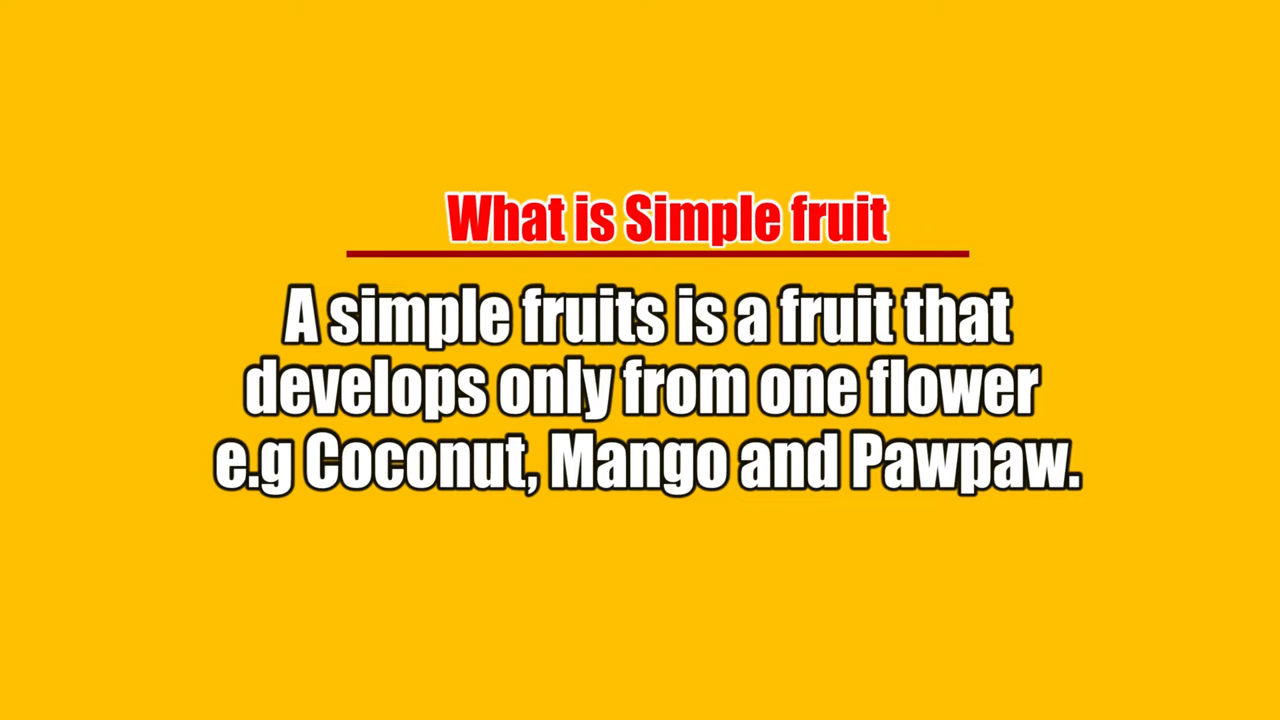 What is Simple fruit
A simple fruits is a fruit that
develops only from one flower
e.g Coconut, Mango and Pawpaw.